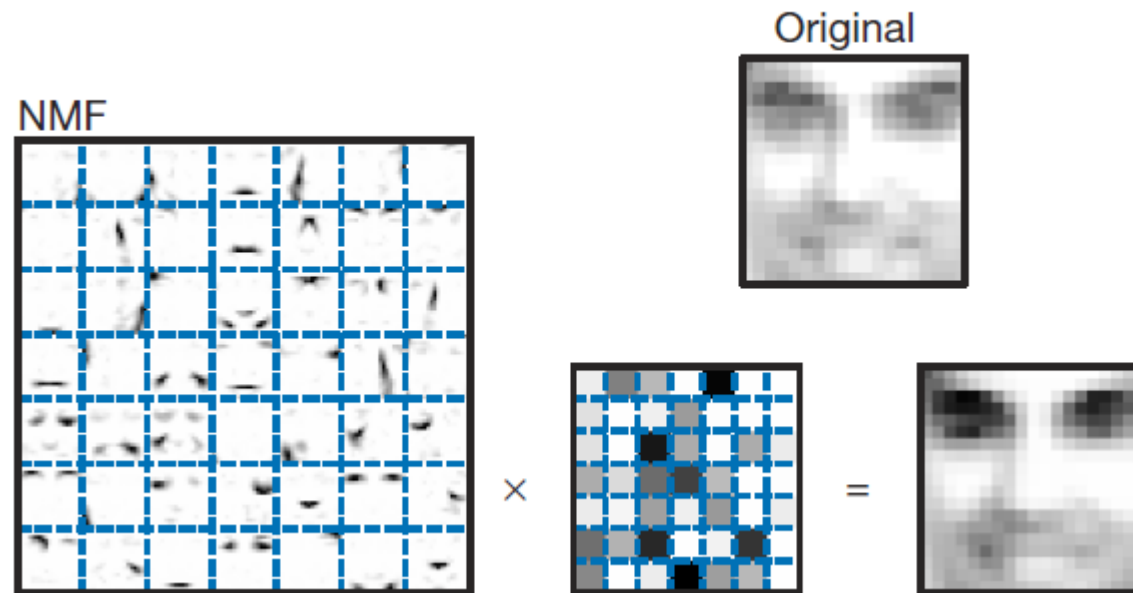 Original
NMF
×
=